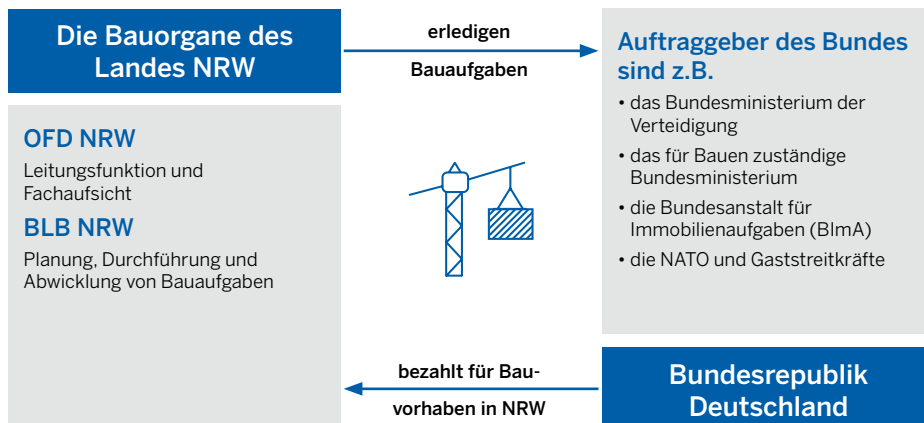 Die Bauorgane des
Landes NRW
OFD NRW
Leitungsfunktion und
Fachaufsicht
BLB NRW
Planung, Durchführung und
Abwicklung von Bauaufgaben
erledigen
Bauaufgaben
Auftraggeber des Bundes
sind z.B.
• das Bundesministerium der
Verteidigung
• das für Bauen zuständige
Bundesministerium
• die Bundesanstalt für
Immobilienaufgaben (BImA)
• die NATO und Gaststreitkräfte
bezahlt für Bau-
vorhaben in NRW
Bundesrepublik
Deutschland